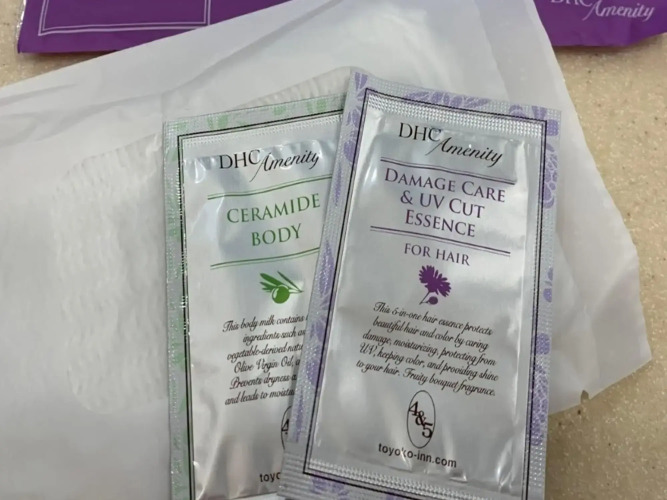 DHC Amenity
DHC Amenity
CERAMIDE
BODY
This body milk contains
ingredients such as
vegetable-derived
Olive Virgin Oil,
Prevents dryness
and leads to
DHC Amenity
DAMAGE CARE
& UV CUT
ESSENCE
FOR HAIR
This 5-in-one hair essence protects
beautiful hair and color by caring
damage, moisturizing, protecting from
UV, keeping color, and providing shine
to your hair. Fruity bouquet fragrance.
4&5
toyoko-inn.com